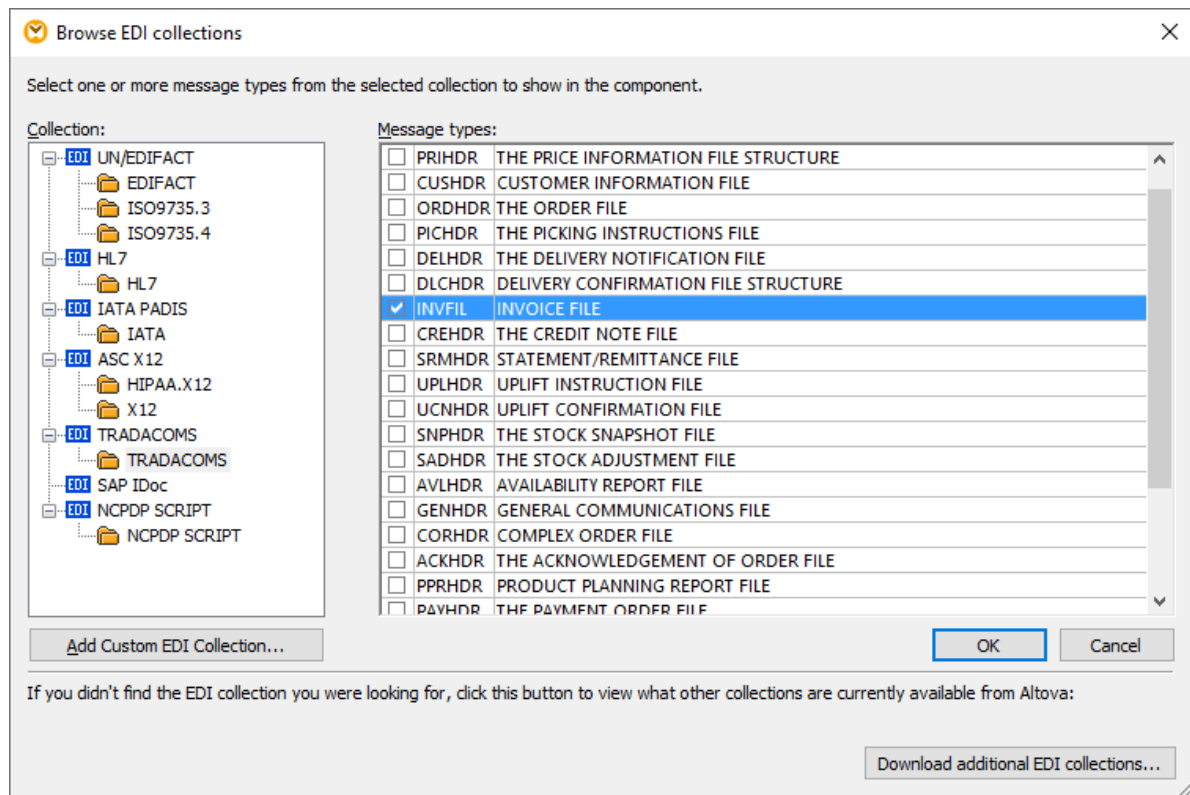 Browse EDI collections
Select one or more message types from the selected collection to show in the component.
Collection:
EDI UN/EDIFACT
EDIFACT
ISO9735.3
ISO9735.4
EDI HL7
HL7
EDI IATA PADIS
IATA
EDI ASC X12
HIPAA.X12
X12
EDI TRADACOMS
TRADACOMS
EDI SAP IDoc
EDI NCPDP SCRIPT
NCPDP SCRIPT
Message types:
PRIHDR THE PRICE INFORMATION FILE STRUCTURE
CUSHDR CUSTOMER INFORMATION FILE
ORDHDR THE ORDER FILE
PICHDR THE PICKING INSTRUCTIONS FILE
DELHDR THE DELIVERY NOTIFICATION FILE
DLCHDR DELIVERY CONFIRMATION FILE STRUCTURE
INVFIL INVOICE FILE
CREHDR THE CREDIT NOTE FILE
SRMHDR STATEMENT/REMITTANCE FILE
UPLHDR UPLIFT INSTRUCTION FILE
UCNHDR UPLIFT CONFIRMATION FILE
SNPHDR THE STOCK SNAPSHOT FILE
SADHDR THE STOCK ADJUSTMENT FILE
AVLHDR AVAILABILITY REPORT FILE
GENHDR GENERAL COMMUNICATIONS FILE
CORHDR COMPLEX ORDER FILE
ACKHDR THE ACKNOWLEDGEMENT OF ORDER FILE
PPRHDR PRODUCT PLANNING REPORT FILE
PAYHDR THE PAYMENT ORDER FILE
Add Custom EDI Collection...
OK
Cancel
If you didn't find the EDI collection you were looking for, click this button to view what other collections are currently available from Altova:
Download additional EDI collections...